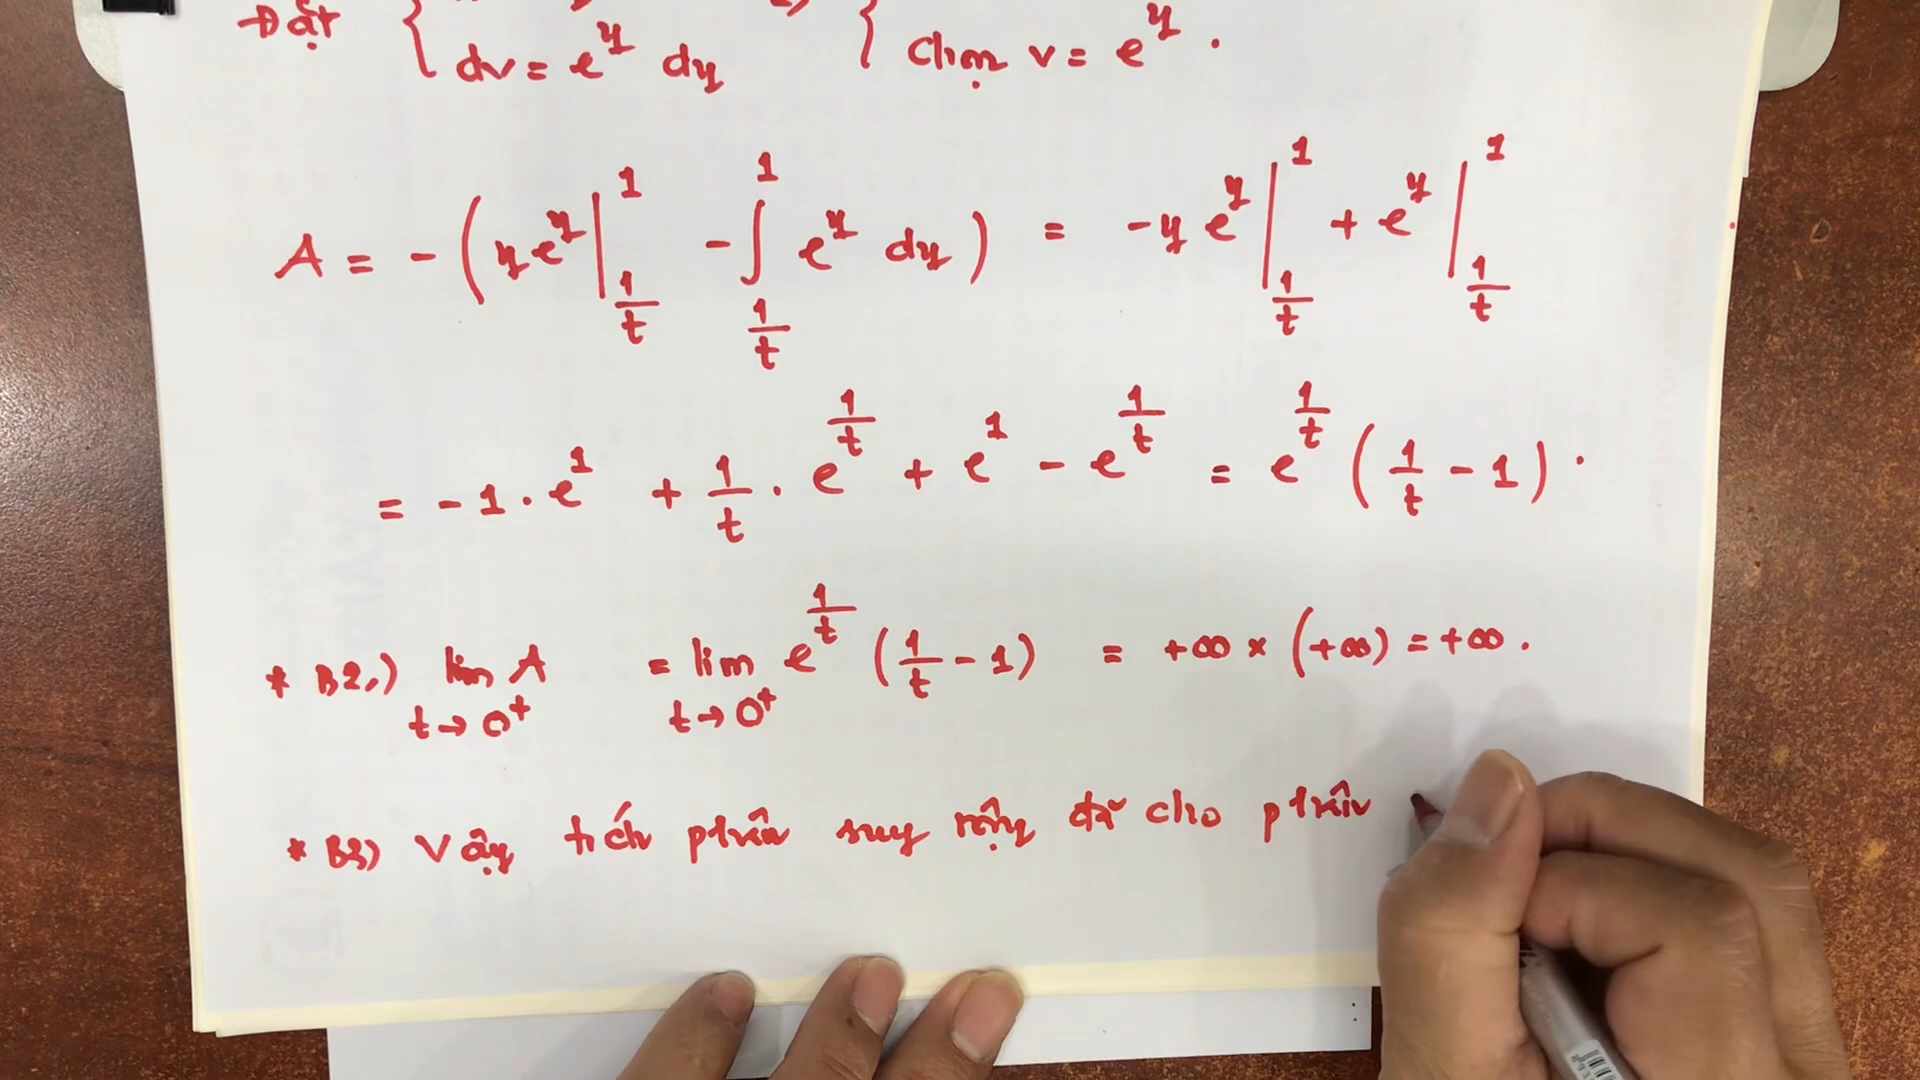 Đặt { dv = e^y dy { Chọn v = e^y .
A = - ( y e^y |_{1/t}^{1} - ∫_{1/t}^{1} e^y dy ) = - y e^y |_{1/t}^{1} + e^y |_{1/t}^{1}
= - 1 . e^1 + 1/t . e^{1/t} + e^1 - e^{1/t} = e^{1/t} ( 1/t - 1 ) .
* B2,) lim_{t→0^+} A = lim_{t→0^+} e^{1/t} ( 1/t - 1 ) = +∞ × (+∞) = +∞ .
* B3) Vậy tích phân suy rộng đã cho phân